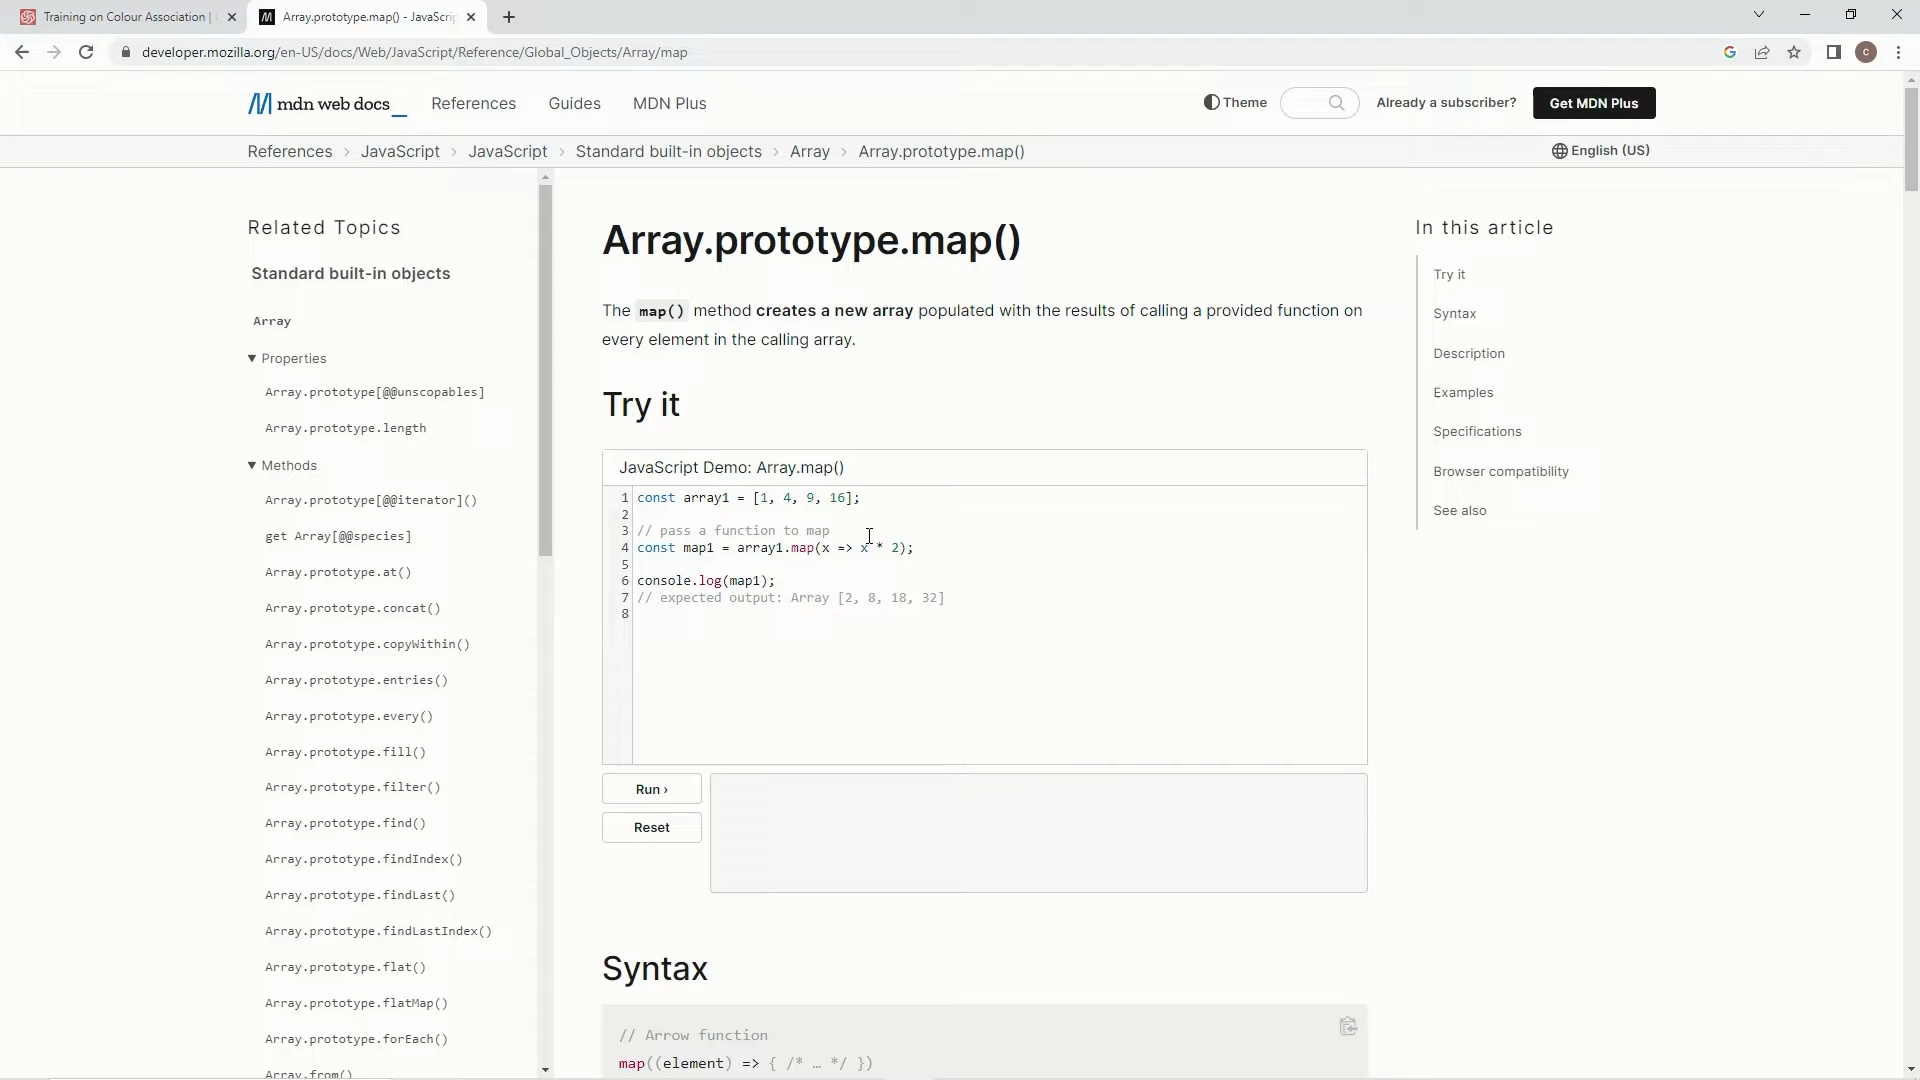 Training on Colour Association |
Array.prototype.map() - JavaScrip
developer.mozilla.org/en-US/docs/Web/JavaScript/Reference/Global_Objects/Array/map
C
mdn web docs_
References
Guides
MDN Plus
Theme
Already a subscriber?
Get MDN Plus
References > JavaScript > JavaScript > Standard built-in objects > Array > Array.prototype.map()
English (US)
Related Topics
Standard built-in objects
Array
▼ Properties
Array.prototype[@@unscopables]
Array.prototype.length
▼ Methods
Array.prototype[@@iterator]()
get Array[@@species]
Array.prototype.at()
Array.prototype.concat()
Array.prototype.copyWithin()
Array.prototype.entries()
Array.prototype.every()
Array.prototype.fill()
Array.prototype.filter()
Array.prototype.find()
Array.prototype.findIndex()
Array.prototype.findLast()
Array.prototype.findLastIndex()
Array.prototype.flat()
Array.prototype.flatMap()
Array.prototype.forEach()
Array.from()
Array.prototype.map()
The map() method creates a new array populated with the results of calling a provided function on
every element in the calling array.
Try it
JavaScript Demo: Array.map()
1 const array1 = [1, 4, 9, 16];
2
3 // pass a function to map
4 const map1 = array1.map(x => x * 2);
5
6 console.log(map1);
7 // expected output: Array [2, 8, 18, 32]
8
Run ›
Reset
Syntax
// Arrow function
map((element) => { /* … */ })
In this article
Try it
Syntax
Description
Examples
Specifications
Browser compatibility
See also